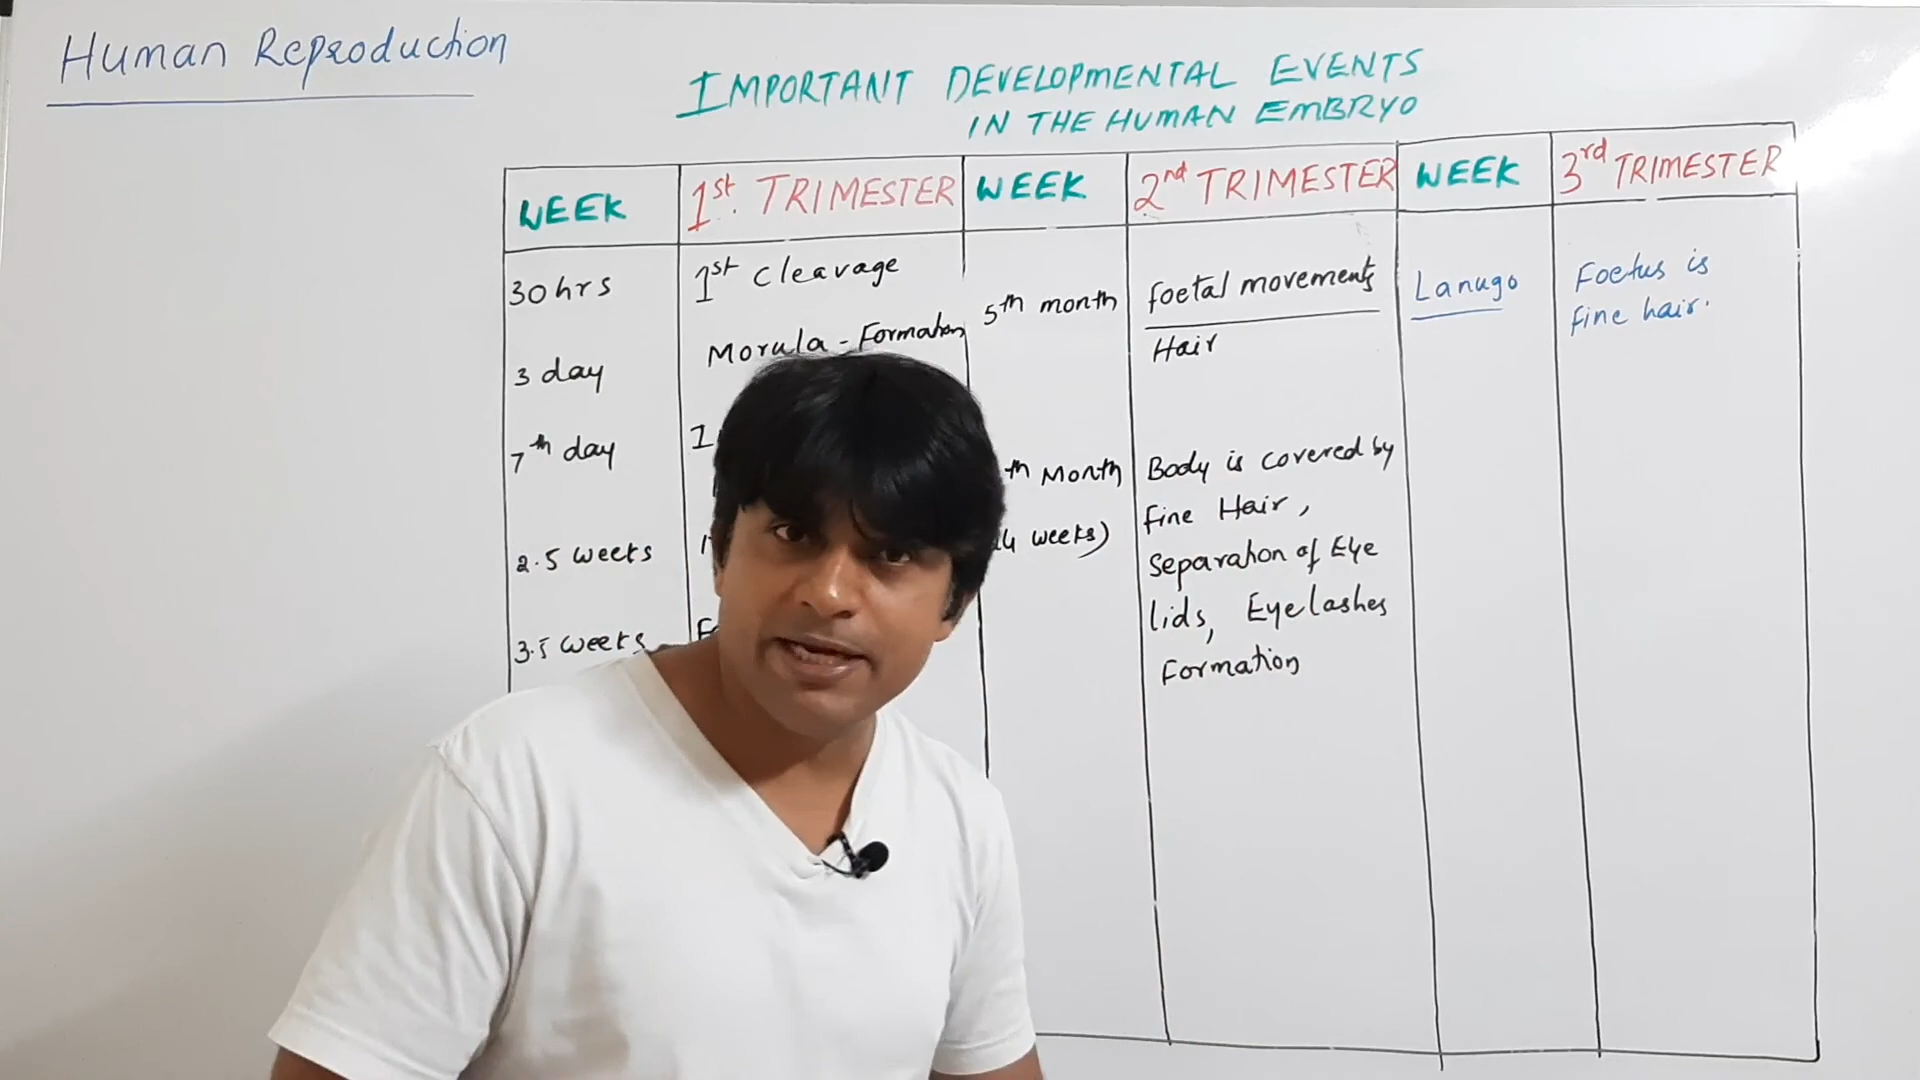 Human Reproduction
IMPORTANT DEVELOPMENTAL EVENTS
IN THE HUMAN EMBRYO
WEEK
1st. TRIMESTER
WEEK
2nd TRIMESTER
WEEK
3rd TRIMESTER
30 hrs
1st cleavage
3 day
Morula - Formation
7th day
2.5 weeks
3.5 weeks
5th month
foetal movements
Hair
th Month
4 weeks)
Body is covered by
fine Hair,
Separation of Eye
lids, Eyelashes
Formation
Lanugo
Foetus is
fine hair.